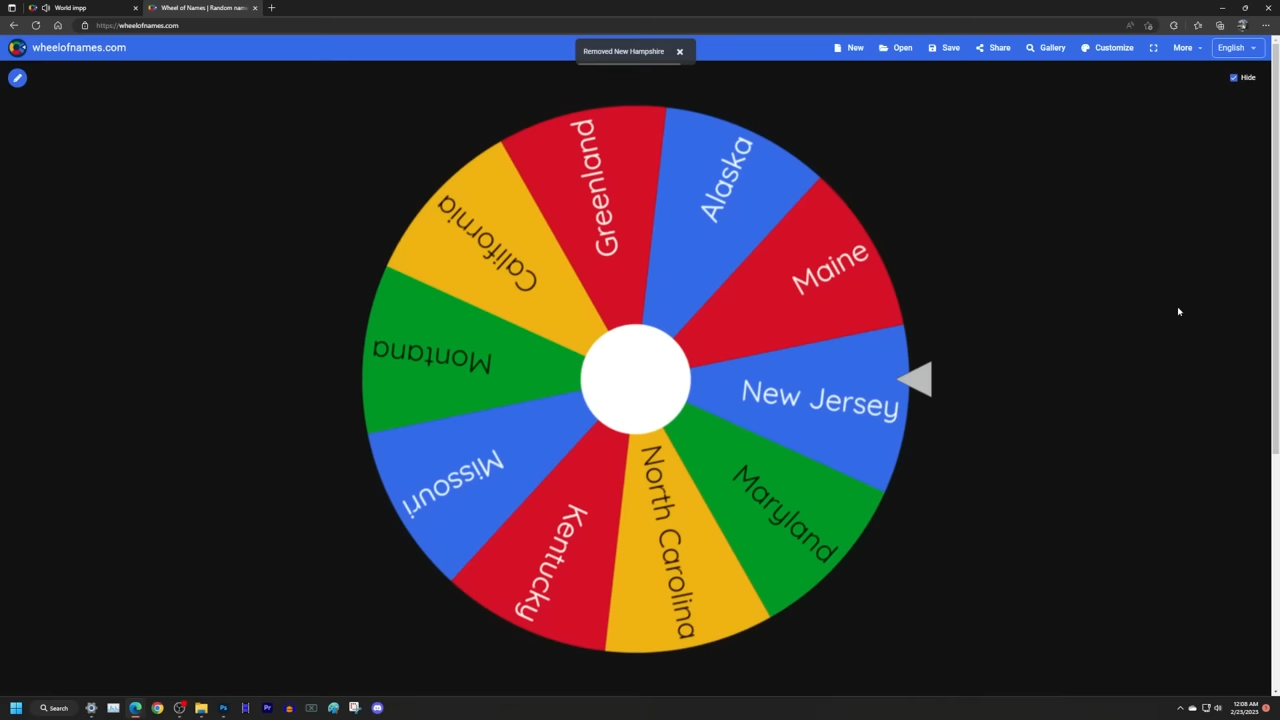 World impp
Wheel of Names | Random nam
https://wheelofnames.com
wheelofnames.com
Removed New Hampshire
New
Open
Save
Share
Gallery
Customize
More
English
Hide
Greenland
Alaska
Maine
New Jersey
Maryland
North Carolina
Kentucky
Missouri
Montana
California
Search
12:08 AM
2/23/2023